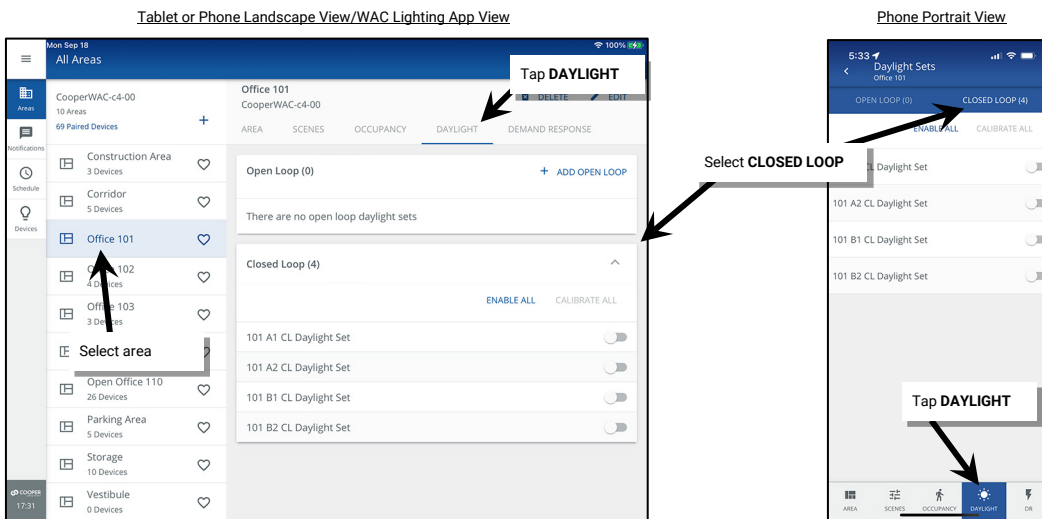 Tablet or Phone Landscape View/WAC Lighting App View
Phone Portrait View
Mon Sep 18
100%
All Areas
Tap DAYLIGHT
Areas
Notifications
Schedule
Devices
COOPER
17:31
CooperWAC-c4-00
10 Areas
69 Paired Devices
+
Construction Area
3 Devices
Corridor
5 Devices
Office 101
102
4 Devices
Office 103
3 Devices
Select area
Open Office 110
26 Devices
Parking Area
5 Devices
Storage
10 Devices
Vestibule
0 Devices
Office 101
CooperWAC-c4-00
DELETE
EDIT
AREA SCENES OCCUPANCY DAYLIGHT DEMAND RESPONSE
Open Loop (0)
+ ADD OPEN LOOP
There are no open loop daylight sets
Closed Loop (4)
ENABLE ALL CALIBRATE ALL
101 A1 CL Daylight Set
101 A2 CL Daylight Set
101 B1 CL Daylight Set
101 B2 CL Daylight Set
Select CLOSED LOOP
5:33
Daylight Sets
Office 101
OPEN LOOP (0) CLOSED LOOP (4)
ENABLE ALL CALIBRATE ALL
CL Daylight Set
101 A2 CL Daylight Set
101 B1 CL Daylight Set
101 B2 CL Daylight Set
Tap DAYLIGHT
AREA SCENES OCCUPANCY DAYLIGHT DR